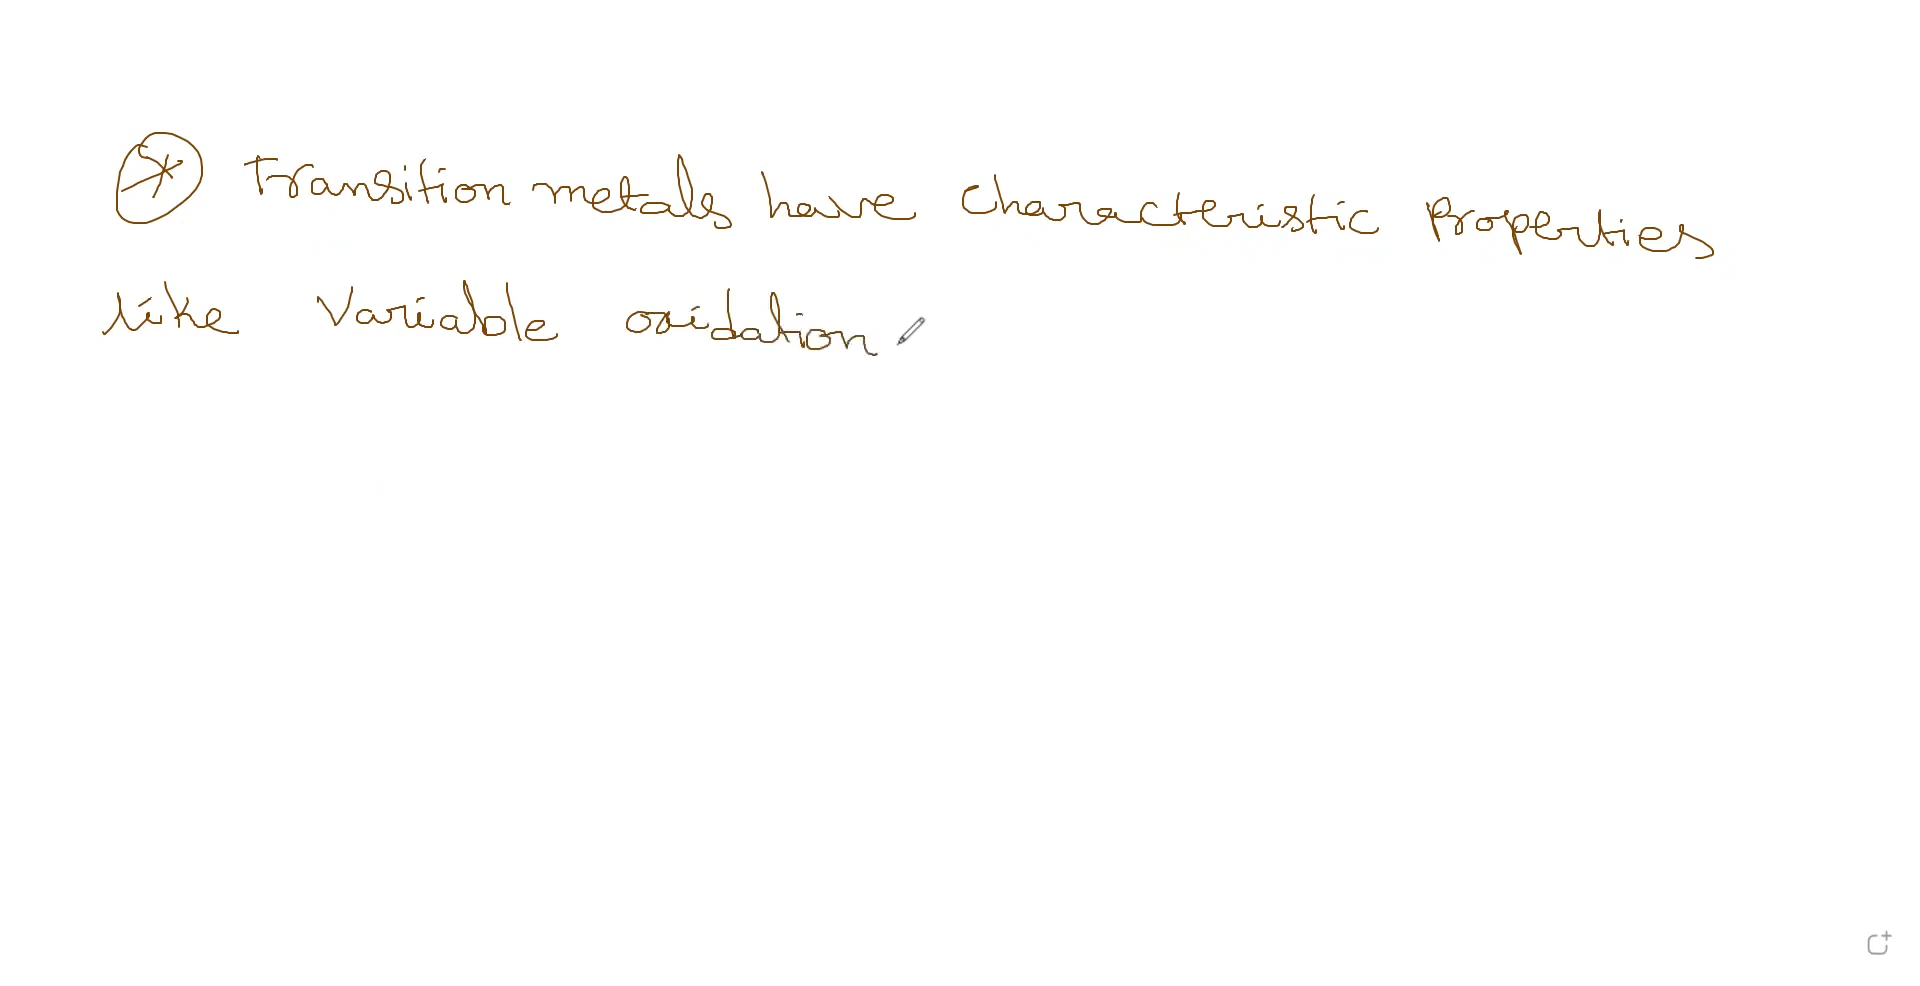 * Transition metals have characteristic properties
like variable oxidation